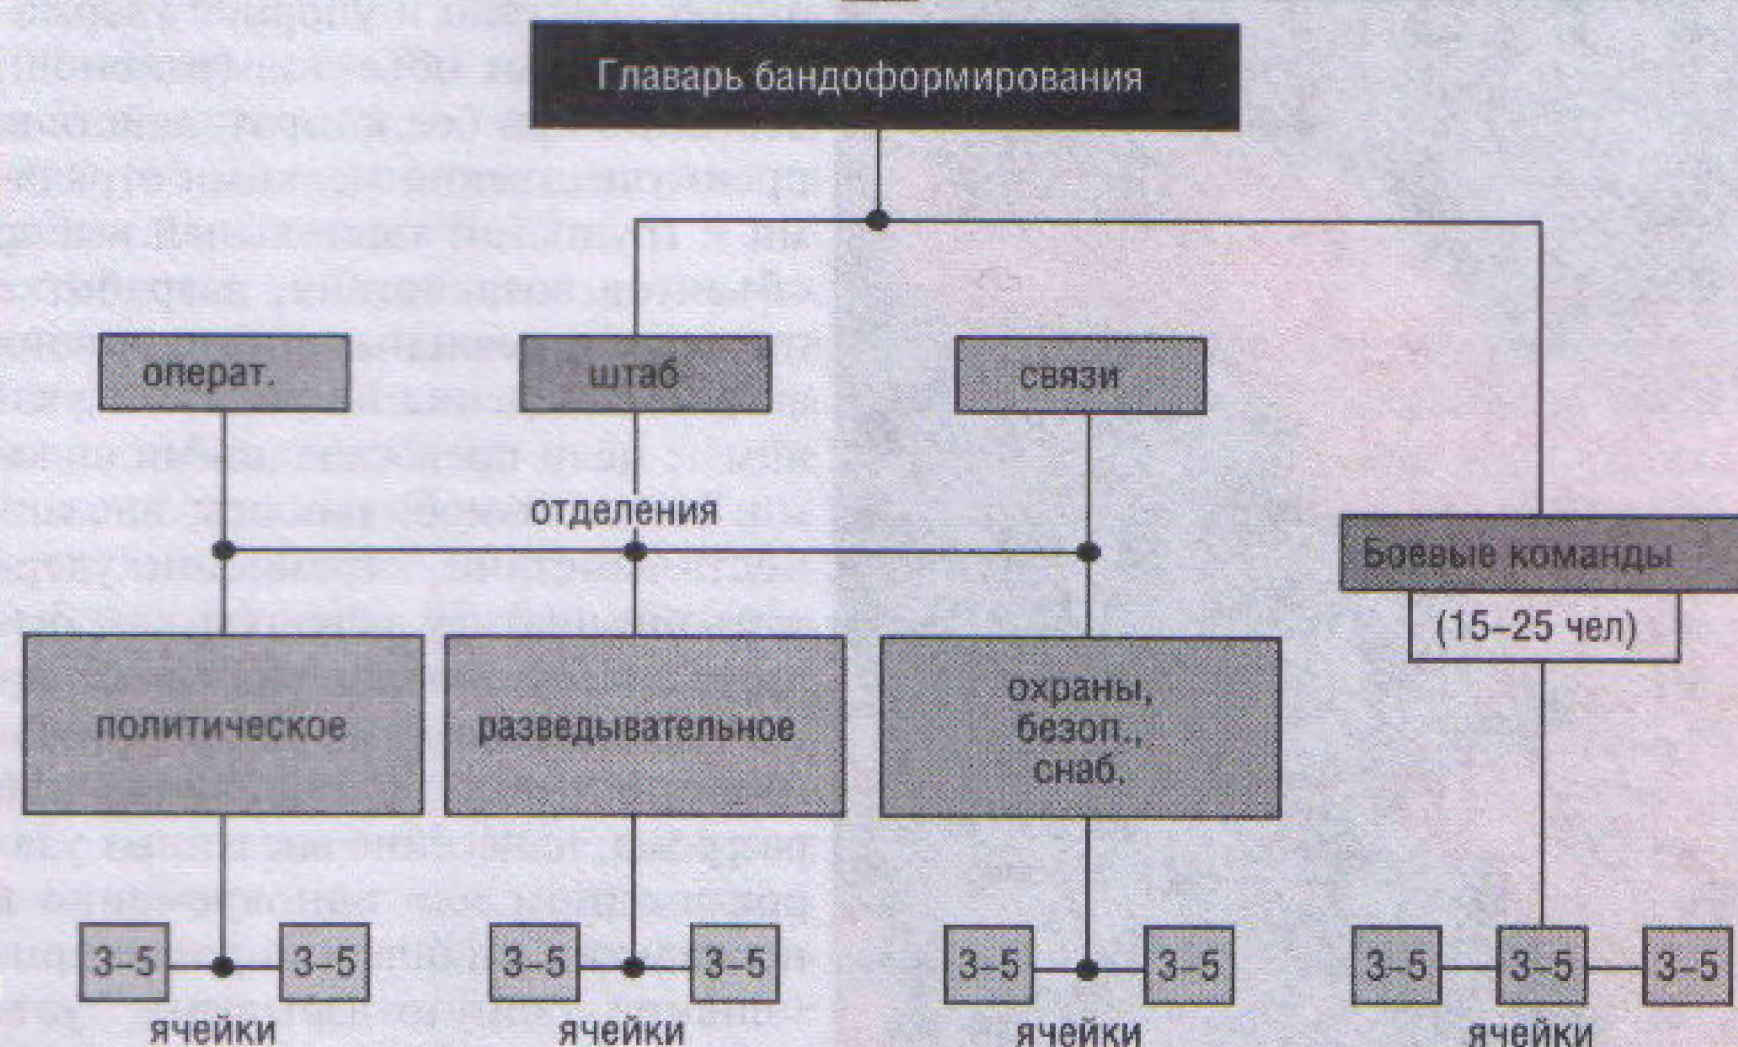 Главарь бандоформирования
операт.
штаб
связи
отделения
Боевые команды
(15–25 чел)
политическое
разведывательное
охраны,
безоп.,
снаб.
3–5
3–5
3–5
3–5
3–5
3–5
3–5
3–5
3–5
ячейки
ячейки
ячейки
ячейки